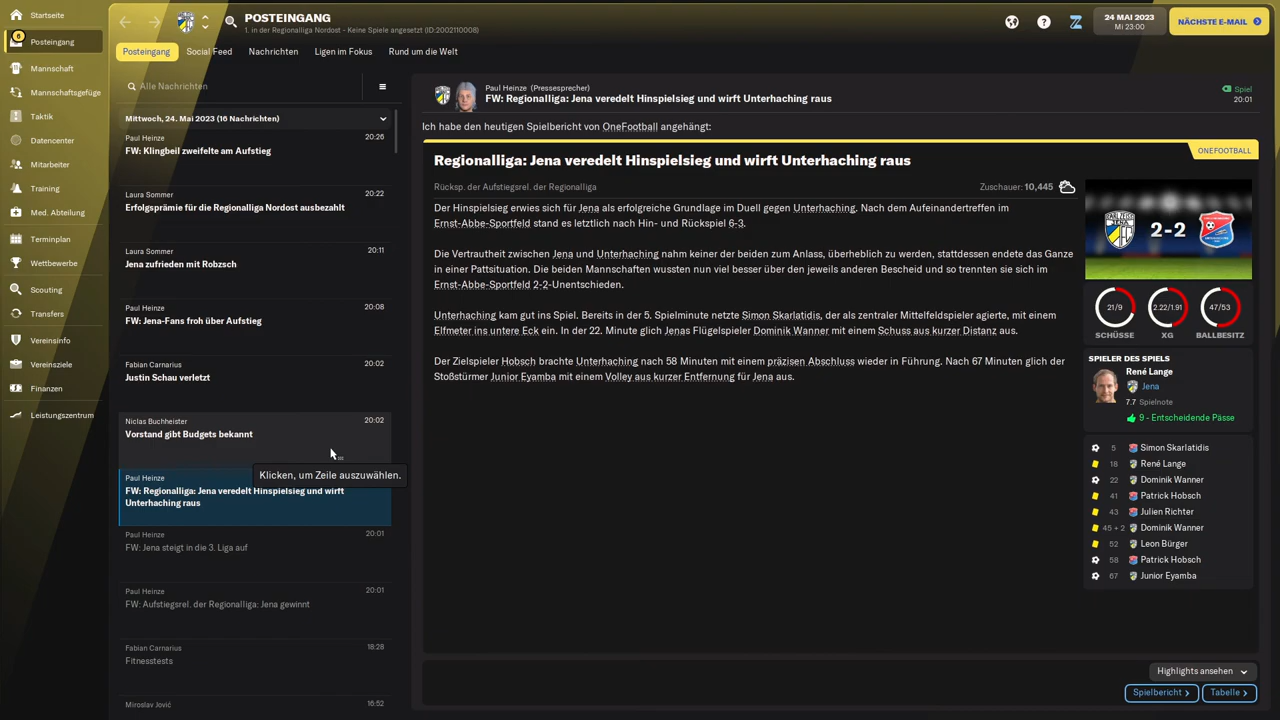 Startseite
6
Posteingang
Mannschaft
Mannschaftsgefüge
Taktik
Datencenter
Mitarbeiter
Training
Med. Abteilung
Terminplan
Wettbewerbe
Scouting
Transfers
Vereinsinfo
Vereinsziele
Finanzen
Leistungszentrum
POSTEINGANG
1. in der Regionalliga Nordost - Keine Spiele angesetzt (ID:2002110008)
24 MAI 2023
Mi 23:00
NÄCHSTE E-MAIL
Posteingang
Social Feed
Nachrichten
Ligen im Fokus
Rund um die Welt
Alle Nachrichten
Mittwoch, 24. Mai 2023 (16 Nachrichten)
Paul Heinze 20:26
FW: Klingbeil zweifelte am Aufstieg
Laura Sommer 20:22
Erfolgsprämie für die Regionalliga Nordost ausbezahlt
Laura Sommer 20:11
Jena zufrieden mit Robzsch
Paul Heinze 20:08
FW: Jena-Fans froh über Aufstieg
Fabian Carnarius 20:02
Justin Schau verletzt
Niclas Buchheister 20:02
Vorstand gibt Budgets bekannt
Klicken, um Zeile auszuwählen.
Paul Heinze
FW: Regionalliga: Jena veredelt Hinspielsieg und wirft
Unterhaching raus
Paul Heinze 20:01
FW: Jena steigt in die 3. Liga auf
Paul Heinze 20:01
FW: Aufstiegsrel. der Regionalliga: Jena gewinnt
Fabian Carnarius 18:28
Fitnesstests
Miroslav Jović 16:52
Paul Heinze (Pressesprecher)
FW: Regionalliga: Jena veredelt Hinspielsieg und wirft Unterhaching raus
Spiel
20:01
Ich habe den heutigen Spielbericht von OneFootball angehängt:
ONEFOOTBALL
Regionalliga: Jena veredelt Hinspielsieg und wirft Unterhaching raus
Rücksp. der Aufstiegsrel. der Regionalliga
Zuschauer: 10,445
Der Hinspielsieg erwies sich für Jena als erfolgreiche Grundlage im Duell gegen Unterhaching. Nach dem Aufeinandertreffen im
Ernst-Abbe-Sportfeld stand es letztlich nach Hin- und Rückspiel 6-3.
Die Vertrautheit zwischen Jena und Unterhaching nahm keiner der beiden zum Anlass, überheblich zu werden, stattdessen endete das Ganze
in einer Pattsituation. Die beiden Mannschaften wussten nun viel besser über den jeweils anderen Bescheid und so trennten sie sich im
Ernst-Abbe-Sportfeld 2-2-Unentschieden.
Unterhaching kam gut ins Spiel. Bereits in der 5. Spielminute netzte Simon Skarlatidis, der als zentraler Mittelfeldspieler agierte, mit einem
Elfmeter ins untere Eck ein. In der 22. Minute glich Jenas Flügelspieler Dominik Wanner mit einem Schuss aus kurzer Distanz aus.
Der Zielspieler Hobsch brachte Unterhaching nach 58 Minuten mit einem präzisen Abschluss wieder in Führung. Nach 67 Minuten glich der
Stoßstürmer Junior Eyamba mit einem Volley aus kurzer Entfernung für Jena aus.
2-2
21/9
2.22/1.91
47/53
SCHÜSSE
XG
BALLBESITZ
SPIELER DES SPIELS
René Lange
Jena
7.7 Spielnote
9 - Entscheidende Pässe
5 Simon Skarlatidis
18 René Lange
22 Dominik Wanner
41 Patrick Hobsch
43 Julien Richter
45 + 2 Dominik Wanner
52 Leon Bürger
58 Patrick Hobsch
67 Junior Eyamba
Highlights ansehen
Spielbericht
Tabelle